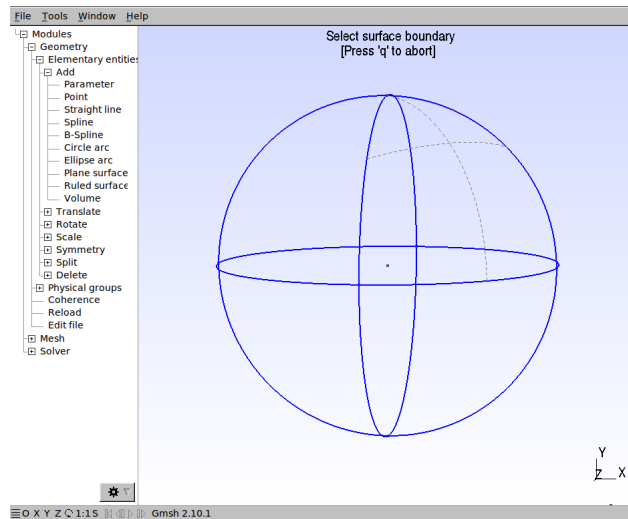 File Tools Window Help
Modules
Geometry
Elementary entities
Add
Parameter
Point
Straight line
Spline
B-Spline
Circle arc
Ellipse arc
Plane surface
Ruled surface
Volume
Translate
Rotate
Scale
Symmetry
Split
Delete
Physical groups
Coherence
Reload
Edit file
Mesh
Solver
Select surface boundary
[Press 'q' to abort]
Y
Z X
O X Y Z 1:1 S Gmsh 2.10.1